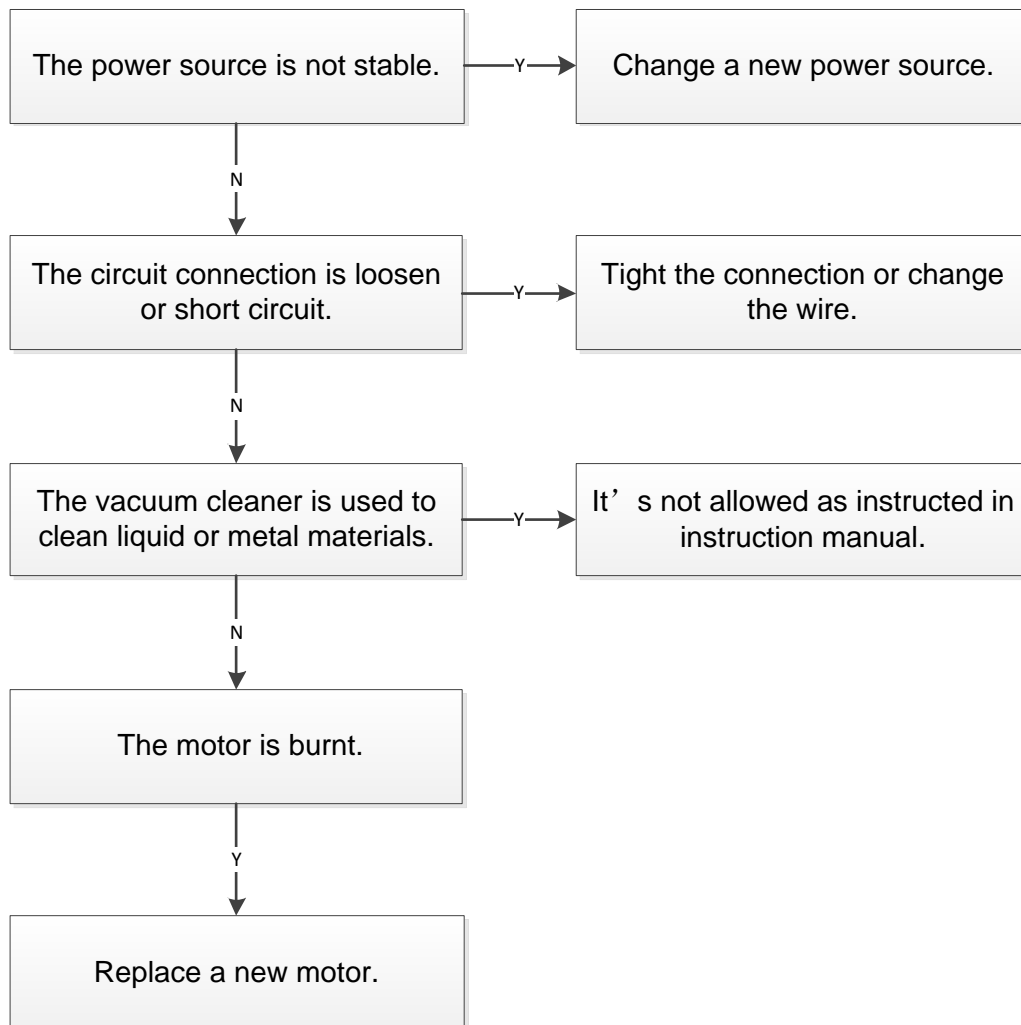 The power source is not stable.
Y
Change a new power source.
N
The circuit connection is loosen
or short circuit.
Y
Tight the connection or change
the wire.
N
The vacuum cleaner is used to
clean liquid or metal materials.
Y
It’s not allowed as instructed in
instruction manual.
N
The motor is burnt.
Y
Replace a new motor.